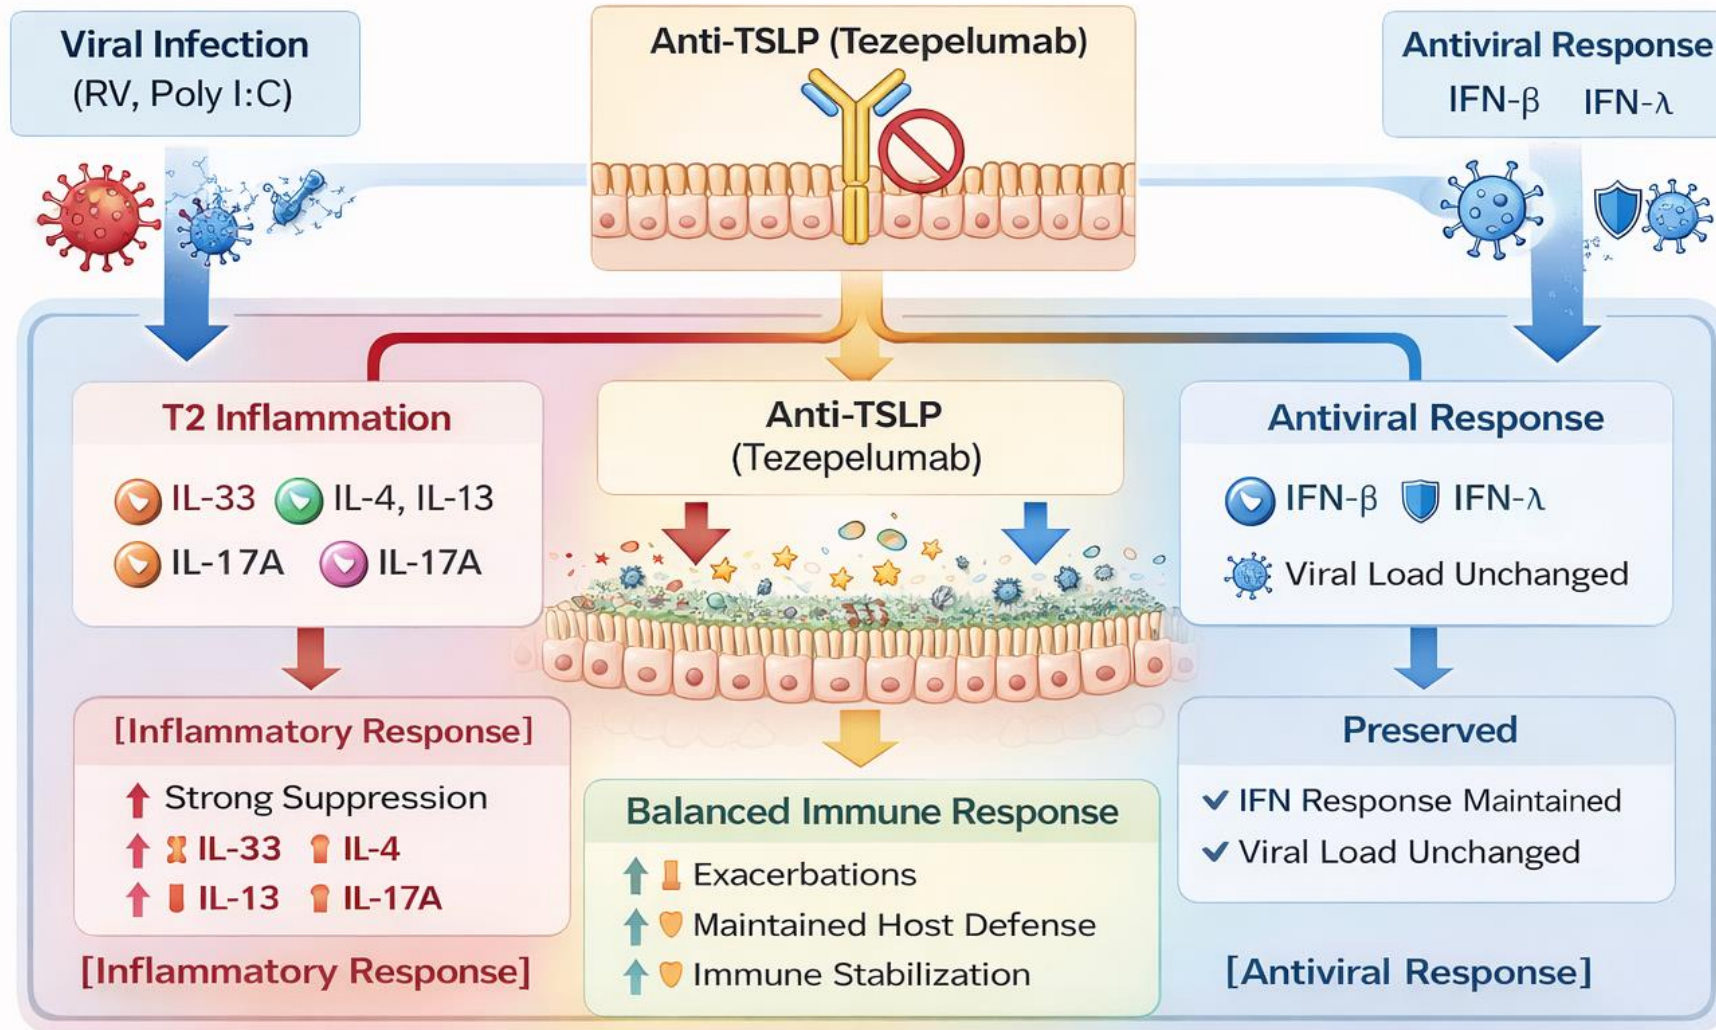 Viral Infection
(RV, Poly I:C)
Anti-TSLP (Tezepelumab)
Antiviral Response
IFN-β IFN-λ
T2 Inflammation
IL-33 IL-4, IL-13
IL-17A IL-17A
Anti-TSLP
(Tezepelumab)
Antiviral Response
IFN-β IFN-λ
Viral Load Unchanged
[Inflammatory Response]
Strong Suppression
IL-33 IL-4
IL-13 IL-17A
[Inflammatory Response]
Balanced Immune Response
Exacerbations
Maintained Host Defense
Immune Stabilization
Preserved
IFN Response Maintained
Viral Load Unchanged
[Antiviral Response]